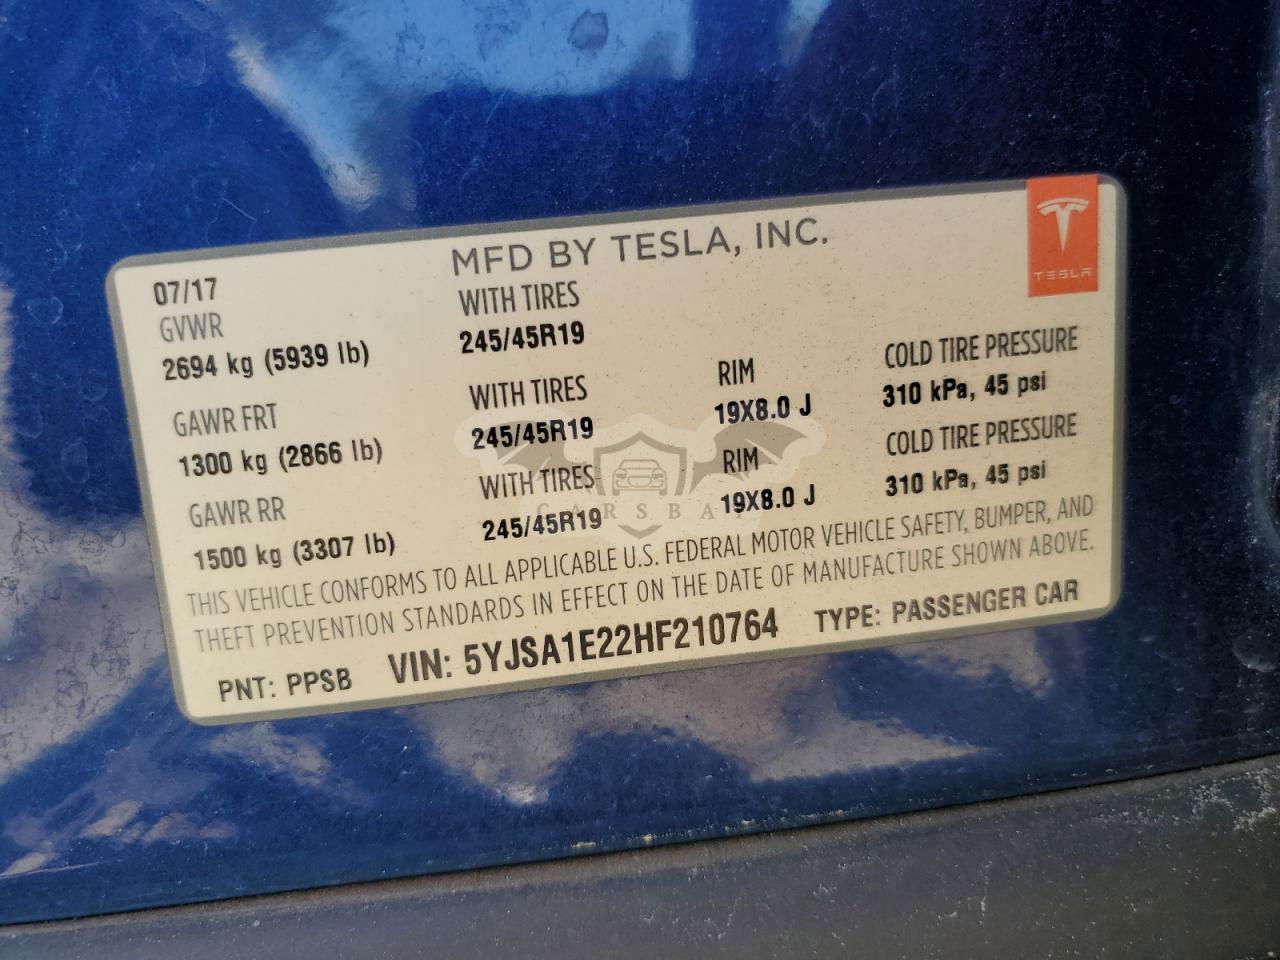 MFD BY TESLA, INC.
TESLA
07/17
GVWR
2694 kg (5939 lb)
WITH TIRES
245/45R19
GAWR FRT
1300 kg (2866 lb)
WITH TIRES
245/45R19
RIM
19X8.0 J
COLD TIRE PRESSURE
310 kPa, 45 psi
GAWR RR
1500 kg (3307 lb)
WITH TIRES
245/45R19
RIM
19X8.0 J
COLD TIRE PRESSURE
310 kPa, 45 psi
THIS VEHICLE CONFORMS TO ALL APPLICABLE U.S. FEDERAL MOTOR VEHICLE SAFETY, BUMPER, AND
THEFT PREVENTION STANDARDS IN EFFECT ON THE DATE OF MANUFACTURE SHOWN ABOVE.
PNT: PPSB VIN: 5YJSA1E22HF210764 TYPE: PASSENGER CAR